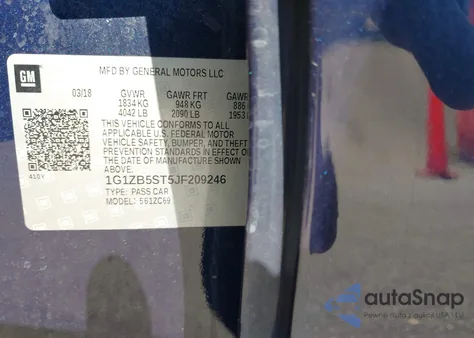 GM
MFD BY GENERAL MOTORS LLC
03/18 GVWR GAWR FRT GAWR
1834 KG 948 KG 886
4042 LB 2090 LB 1953
THIS VEHICLE CONFORMS TO ALL
APPLICABLE U.S. FEDERAL MOTOR
VEHICLE SAFETY, BUMPER, AND THEFT
PREVENTION STANDARDS IN EFFECT ON THE
DATE OF MANUFACTURE SHOWN
ABOVE.
410Y
1G1ZB5ST5JF209246
TYPE: PASS CAR
MODEL:
autoSnap